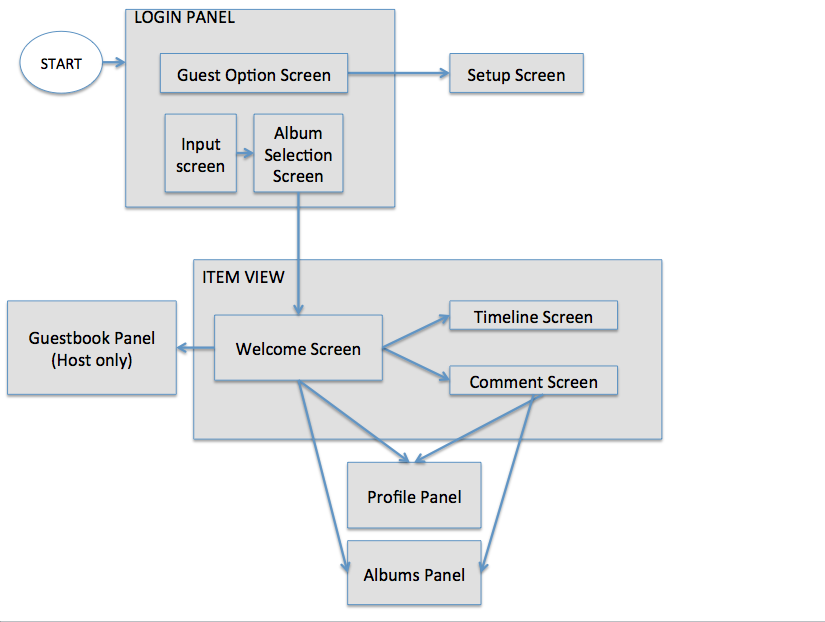 LOGIN PANEL
START
Guest Option Screen
Setup Screen
Input
screen
Album
Selection
Screen
ITEM VIEW
Guestbook Panel
(Host only)
Welcome Screen
Timeline Screen
Comment Screen
Profile Panel
Albums Panel